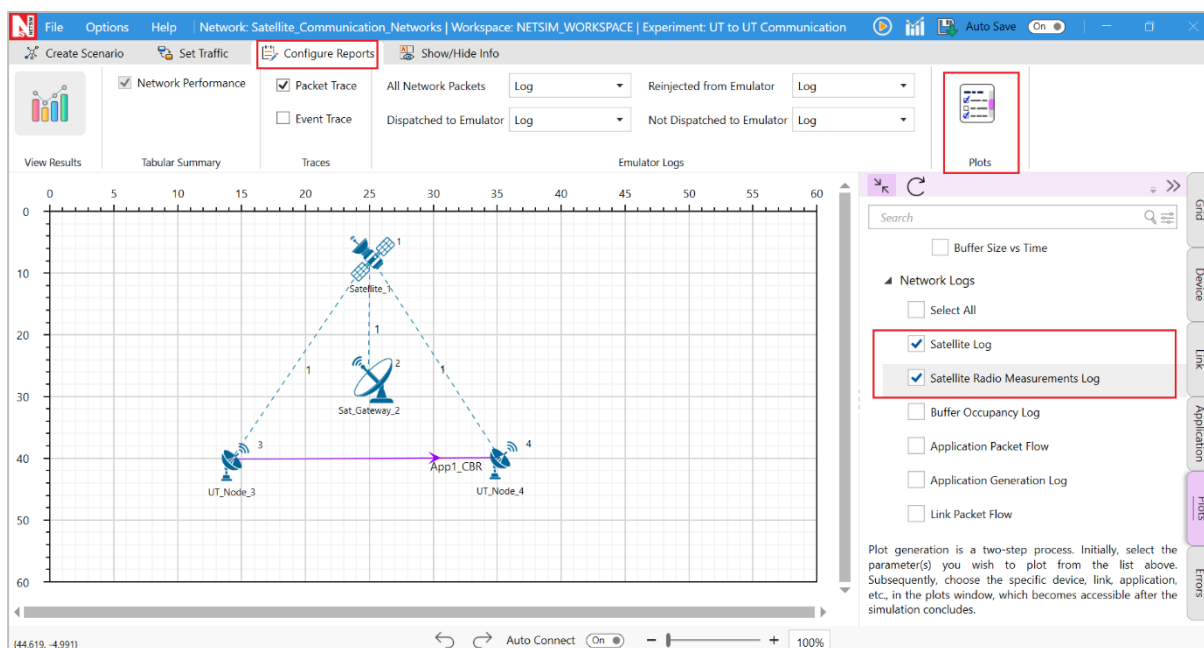 File Options Help Network: Satellite_Communication_Networks | Workspace: NETSIM_WORKSPACE | Experiment: UT to UT Communication Auto Save On
Create Scenario Set Traffic Configure Reports Show/Hide Info
Network Performance Packet Trace All Network Packets Log Reinjected from Emulator Log
Event Trace Dispatched to Emulator Log Not Dispatched to Emulator Log
View Results Tabular Summary Traces Emulator Logs Plots
0 5 10 15 20 25 30 35 40 45 50 55 60
0
10
20
30
40
50
60
1
Satellite_1
1
1
1
2
Sat_Gateway_2
3
UT_Node_3
App1_CBR
4
UT_Node_4
Search
Buffer Size vs Time
Network Logs
Select All
Satellite Log
Satellite Radio Measurements Log
Buffer Occupancy Log
Application Packet Flow
Application Generation Log
Link Packet Flow
Plot generation is a two-step process. Initially, select the
parameter(s) you wish to plot from the list above.
Subsequently, choose the specific device, link, application,
etc., in the plots window, which becomes accessible after the
simulation concludes.
Grid
Device
Link
Application
Plots
Errors
(44.619, -4.991) Auto Connect On 100%